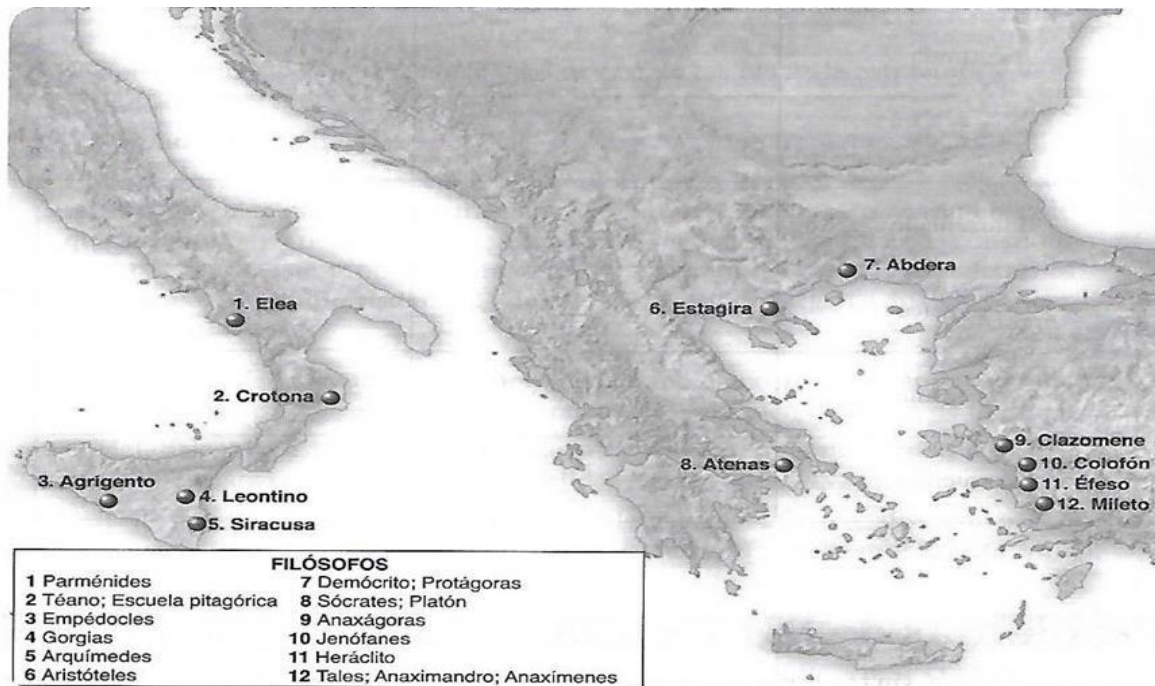 7. Abdera
1. Elea
6. Estagira
2. Crotona
9. Clazomene
8. Atenas
10. Colofón
3. Agrigento
11. Éfeso
4. Leontino
12. Mileto
5. Siracusa
FILÓSOFOS
1 Parménides
2 Téano; Escuela pitagórica
3 Empédocles
4 Gorgias
5 Arquímedes
6 Aristóteles
7 Demócrito; Protágoras
8 Sócrates; Platón
9 Anaxágoras
10 Jenófanes
11 Heráclito
12 Tales; Anaximandro; Anaxímenes